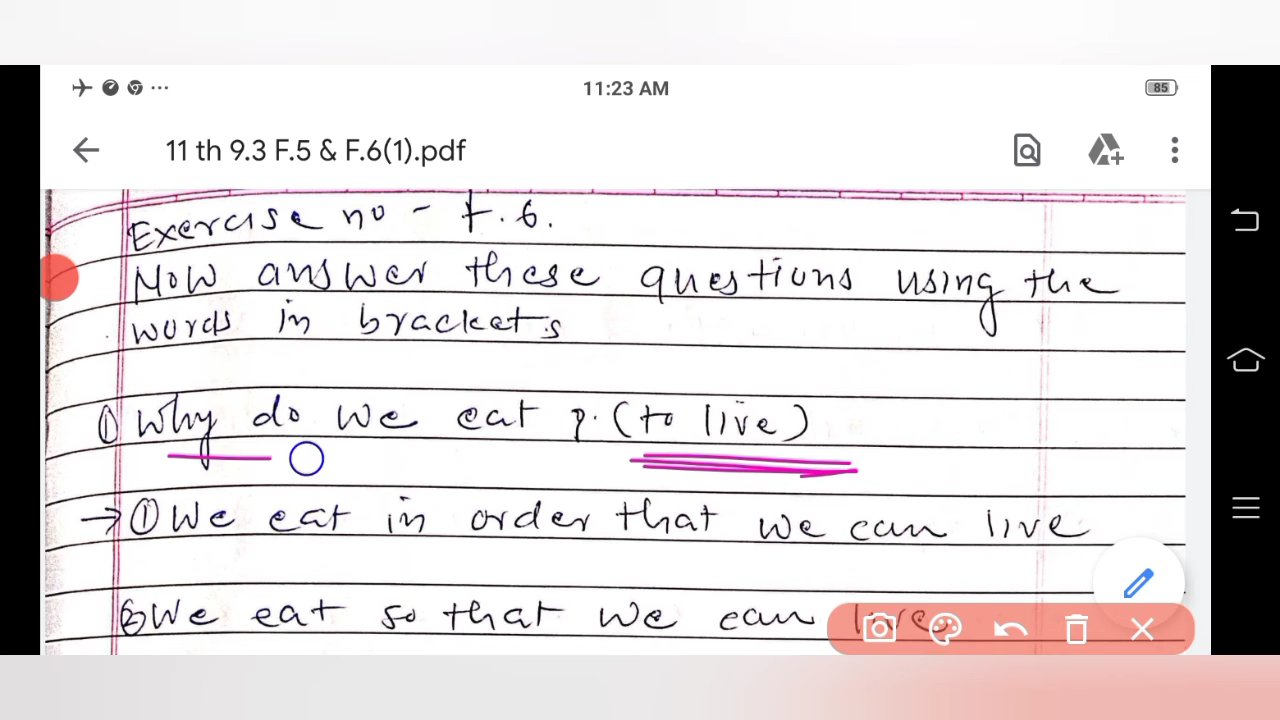 11:23 AM
85
11 th 9.3 F.5 & F.6(1).pdf
Exercise no - F.6.
Now answer these questions using the
words in brackets
① Why do we eat ?. (to live)
→ ① We eat in order that we can live
② We eat so that we can live.